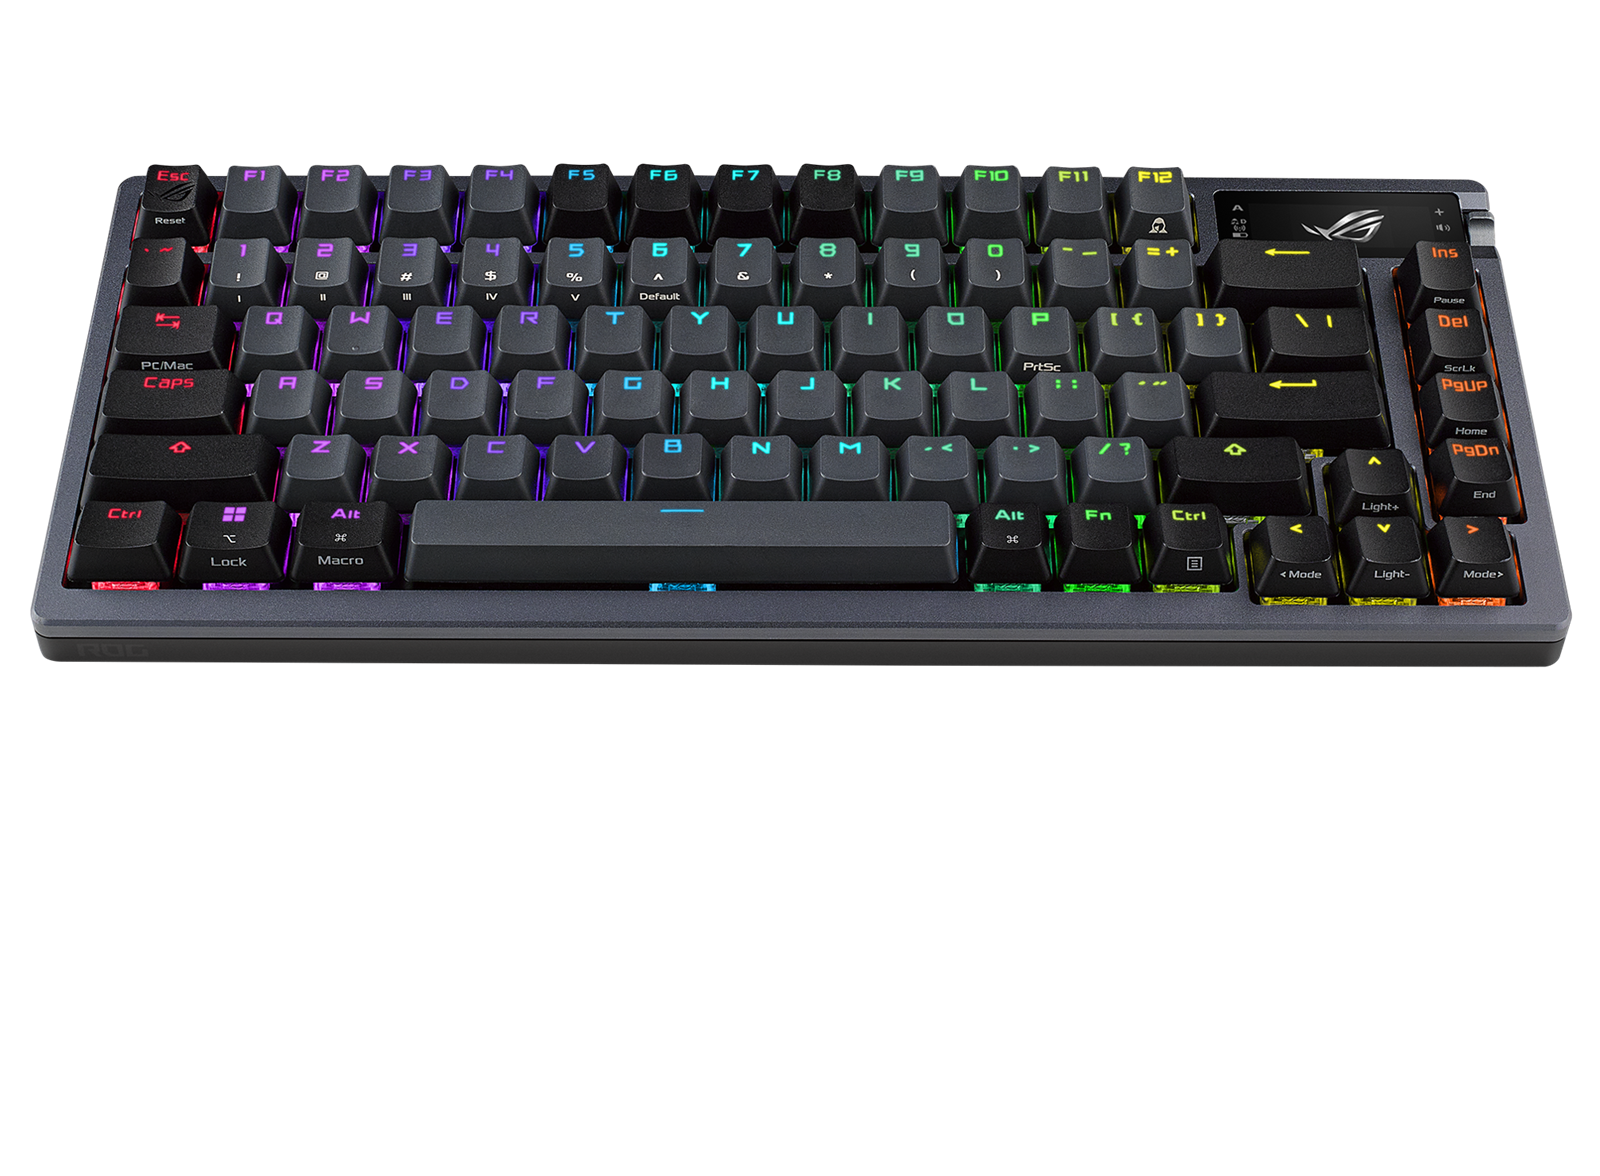 Esc F1 F2 F3 F4 F5 F6 F7 F8 F9 F10 F11 F12
Reset
A
+
D
` ~ 1 2 3 4 5 6 7 8 9 0 - _ = + ← Ins
! @ # $ % ^ & * ( )
I II III IV V Default Pause
Q W E R T Y U I O P [ { ] } \ | Del
PC/Mac PrtSc ScrLk
Caps A S D F G H J K L ; : ' " PgUp
Home
Z X C V B N M , < . > / ? ^ PgDn
Light+ End
Ctrl Alt Alt Fn Ctrl < v >
⌥ ⌘ ⌘
Lock Macro <Mode Light- Mode>
ROG